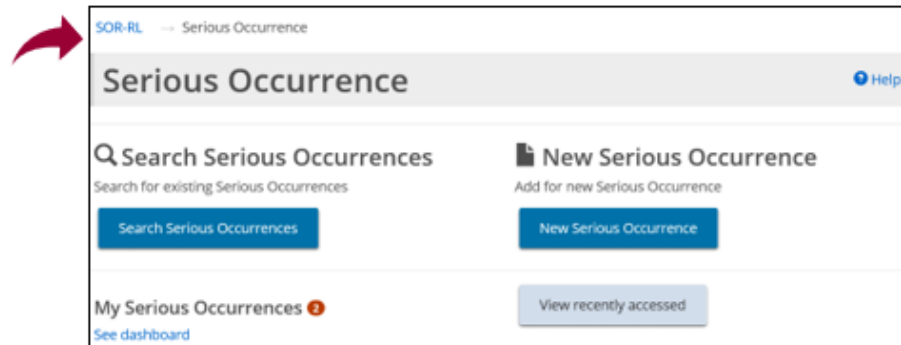 SOR-RL → Serious Occurrence
Serious Occurrence
Help
Search Serious Occurrences
Search for existing Serious Occurrences
Search Serious Occurrences
New Serious Occurrence
Add for new Serious Occurrence
New Serious Occurrence
My Serious Occurrences 2
See dashboard
View recently accessed